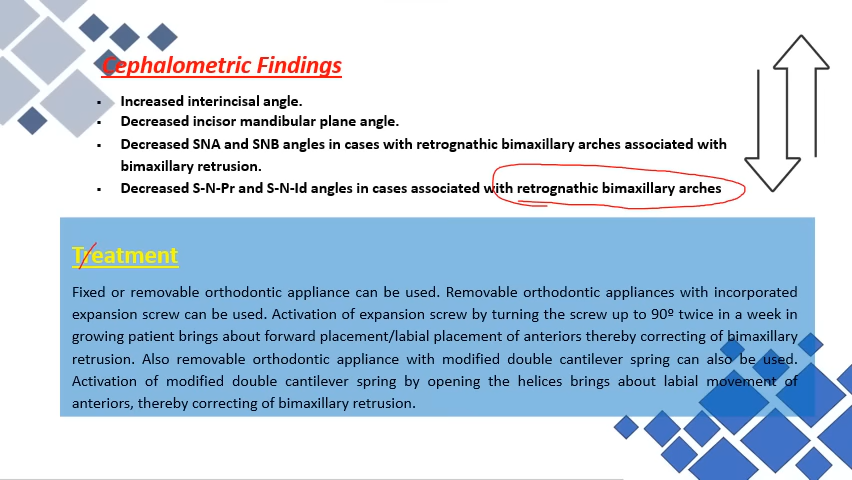 Cephalometric Findings
▪ Increased interincisal angle.
▪ Decreased incisor mandibular plane angle.
▪ Decreased SNA and SNB angles in cases with retrognathic bimaxillary arches associated with
bimaxillary retrusion.
▪ Decreased S-N-Pr and S-N-Id angles in cases associated with retrognathic bimaxillary arches
Treatment
Fixed or removable orthodontic appliance can be used. Removable orthodontic appliances with incorporated
expansion screw can be used. Activation of expansion screw by turning the screw up to 90º twice in a week in
growing patient brings about forward placement/labial placement of anteriors thereby correcting of bimaxillary
retrusion. Also removable orthodontic appliance with modified double cantilever spring can also be used.
Activation of modified double cantilever spring by opening the helices brings about labial movement of
anteriors, thereby correcting of bimaxillary retrusion.